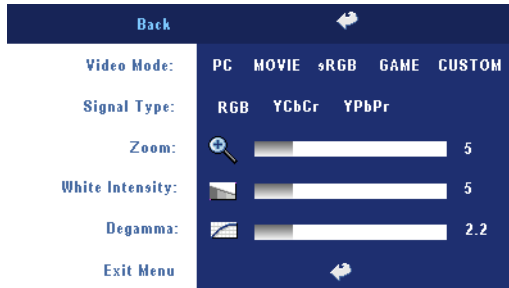 Back
Video Mode: PC MOVIE sRGB GAME CUSTOM
Signal Type: RGB YCbCr YPbPr
Zoom: 5
White Intensity: 5
Degamma: 2.2
Exit Menu